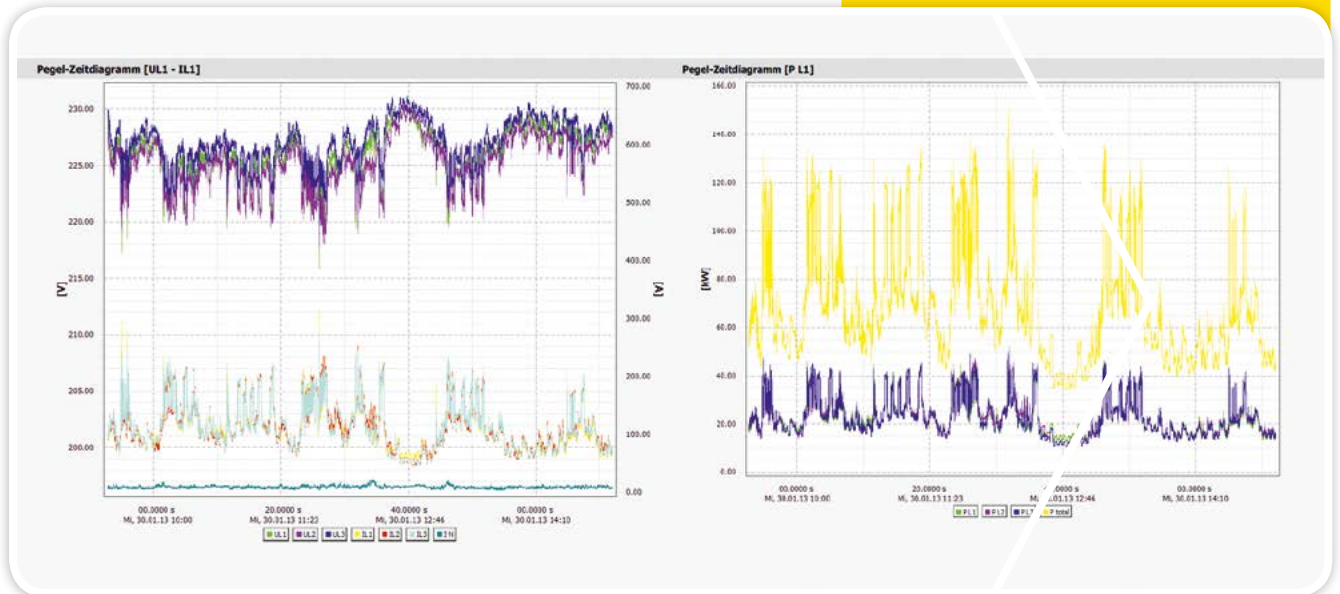 Pegel-Zeitdiagramm [UL1 - IL1]
230.00
225.00
220.00
215.00
210.00
205.00
200.00
[V]
700.00
600.00
500.00
400.00
300.00
200.00
100.00
0.00
[A]
00.0000 s
Mi, 30.01.13 10:00
20.0000 s
Mi, 30.01.13 11:23
40.0000 s
Mi, 30.01.13 12:46
00.0000 s
Mi, 30.01.13 14:10
UL1 UL2 UL3 IL1 IL2 IL3 I N
Pegel-Zeitdiagramm [P L1]
160.00
140.00
120.00
100.00
80.00
60.00
40.00
20.00
0.00
[kW]
00.0000 s
Mi, 30.01.13 10:00
20.0000 s
Mi, 30.01.13 11:23
.0000 s
.01.13 12:46
00.0000 s
Mi, 30.01.13 14:10
P L1 P L2 P L P total